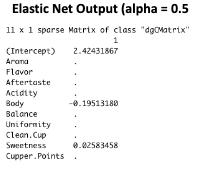 Elastic Net Output (alpha = 0.5
11 x 1 sparse Matrix of class "dgCMatrix"
1
(Intercept) 2.42431867
Aroma .
Flavor .
Aftertaste .
Acidity .
Body -0.19513180
Balance .
Uniformity .
Clean.Cup .
Sweetness 0.02583458
Cupper.Points .